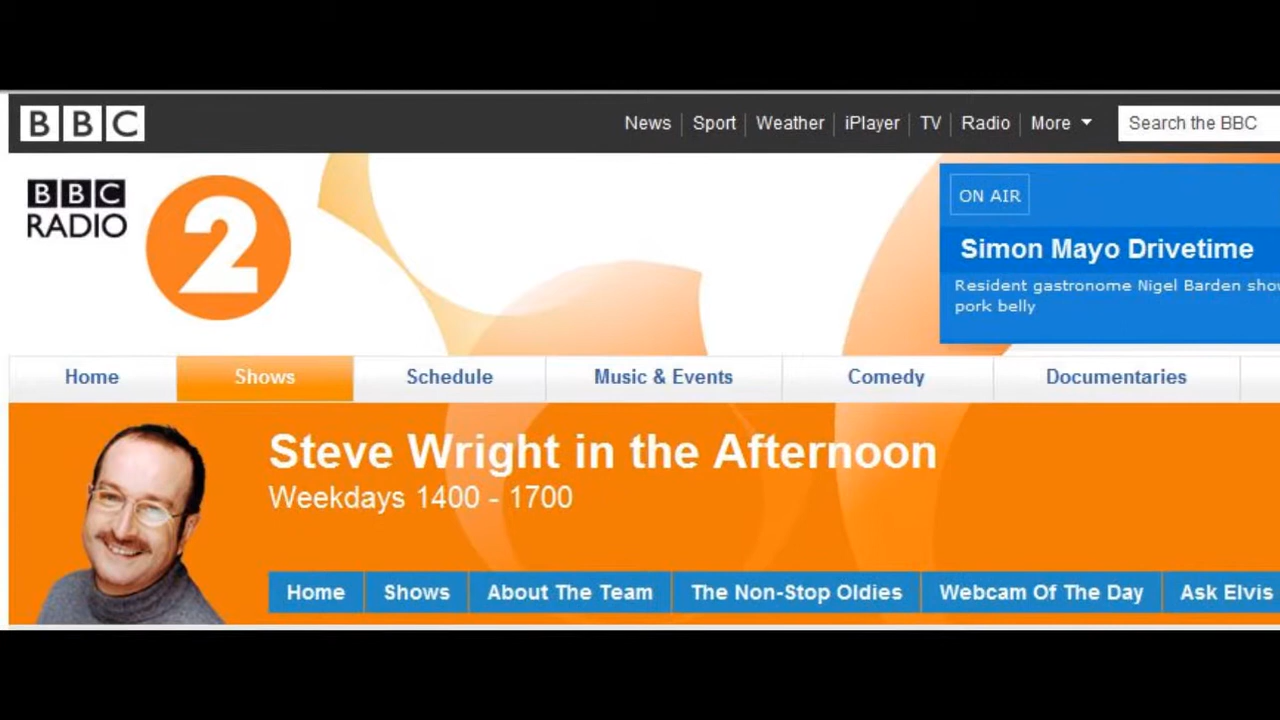 BBC
News Sport Weather iPlayer TV Radio More
Search the BBC
BBC
RADIO
2
ON AIR
Simon Mayo Drivetime
Resident gastronome Nigel Barden
pork belly
Home Shows Schedule Music & Events Comedy Documentaries
Steve Wright in the Afternoon
Weekdays 1400 - 1700
Home Shows About The Team The Non-Stop Oldies Webcam Of The Day Ask Elvis